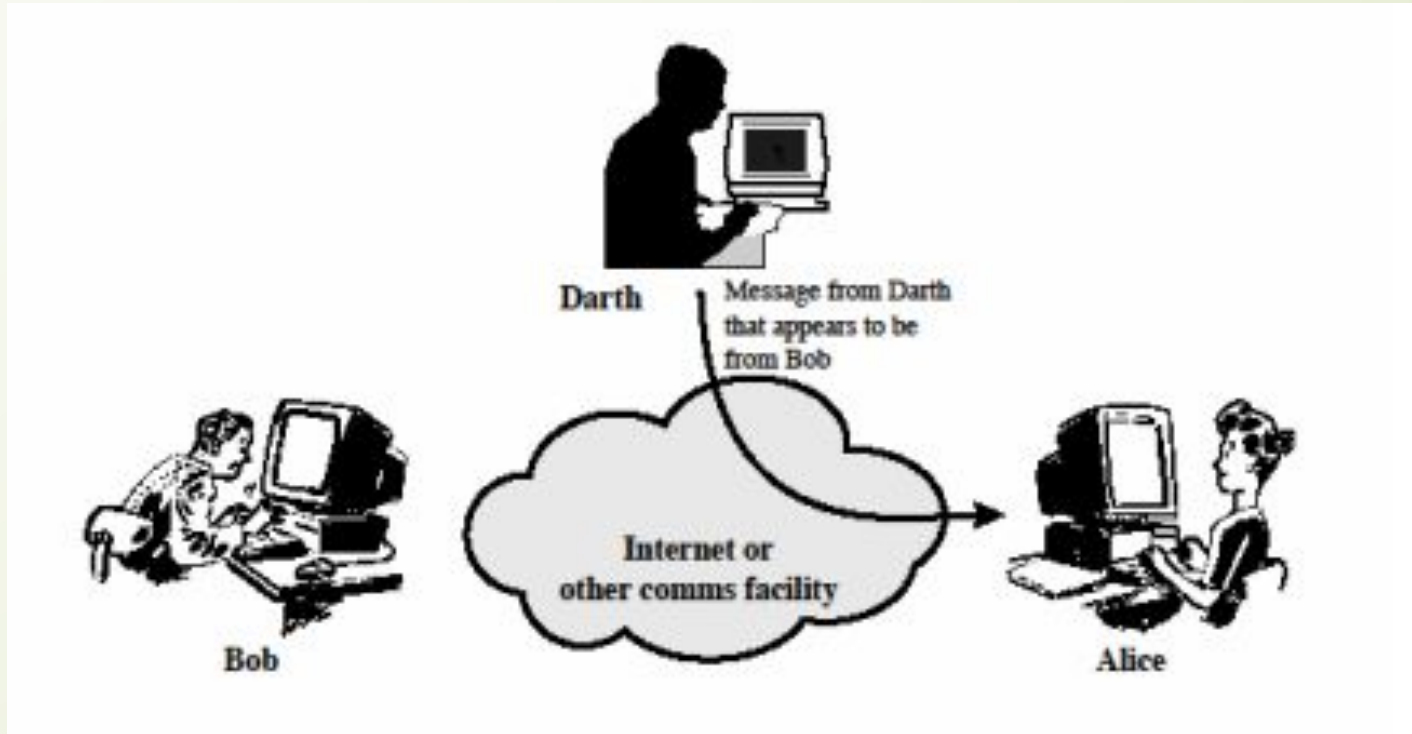 Darth
Message from Darth
that appears to be
from Bob
Internet or
other comms facility
Bob
Alice